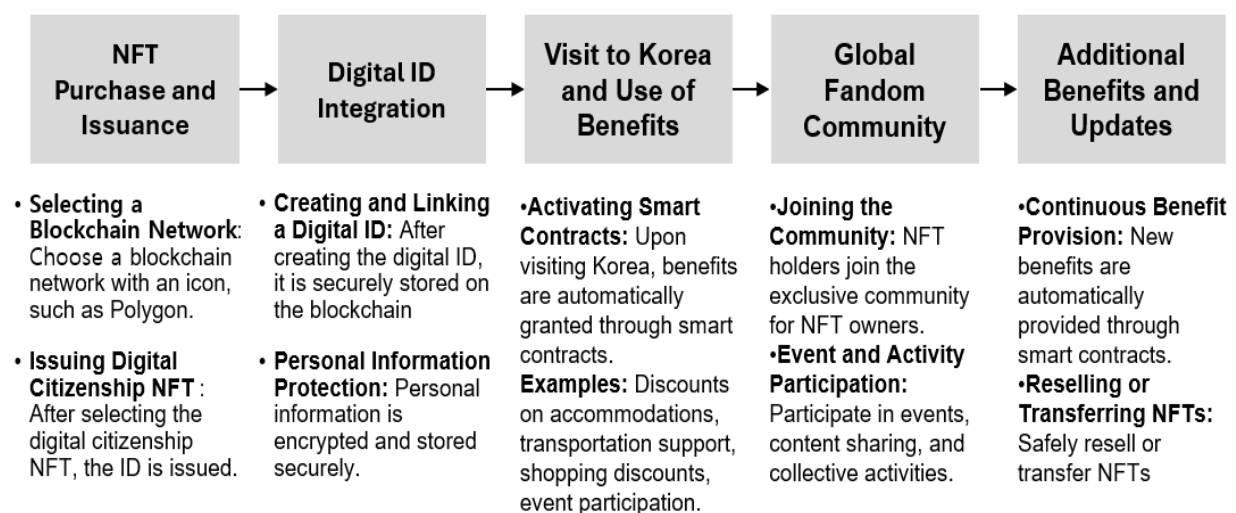 NFT
Purchase and
Issuance
Digital ID
Integration
Visit to Korea
and Use of
Benefits
Global
Fandom
Community
Additional
Benefits and
Updates
• Selecting a
Blockchain Network:
Choose a blockchain
network with an icon,
such as Polygon.
• Issuing Digital
Citizenship NFT :
After selecting the
digital citizenship
NFT, the ID is issued.
• Creating and Linking
a Digital ID: After
creating the digital ID,
it is securely stored on
the blockchain
• Personal Information
Protection: Personal
information is
encrypted and stored
securely.
•Activating Smart
Contracts: Upon
visiting Korea, benefits
are automatically
granted through smart
contracts.
Examples: Discounts
on accommodations,
transportation support,
shopping discounts,
event participation.
•Joining the
Community: NFT
holders join the
exclusive community
for NFT owners.
•Event and Activity
Participation:
Participate in events,
content sharing, and
collective activities.
•Continuous Benefit
Provision: New
benefits are
automatically
provided through
smart contracts.
•Reselling or
Transferring NFTs:
Safely resell or
transfer NFTs